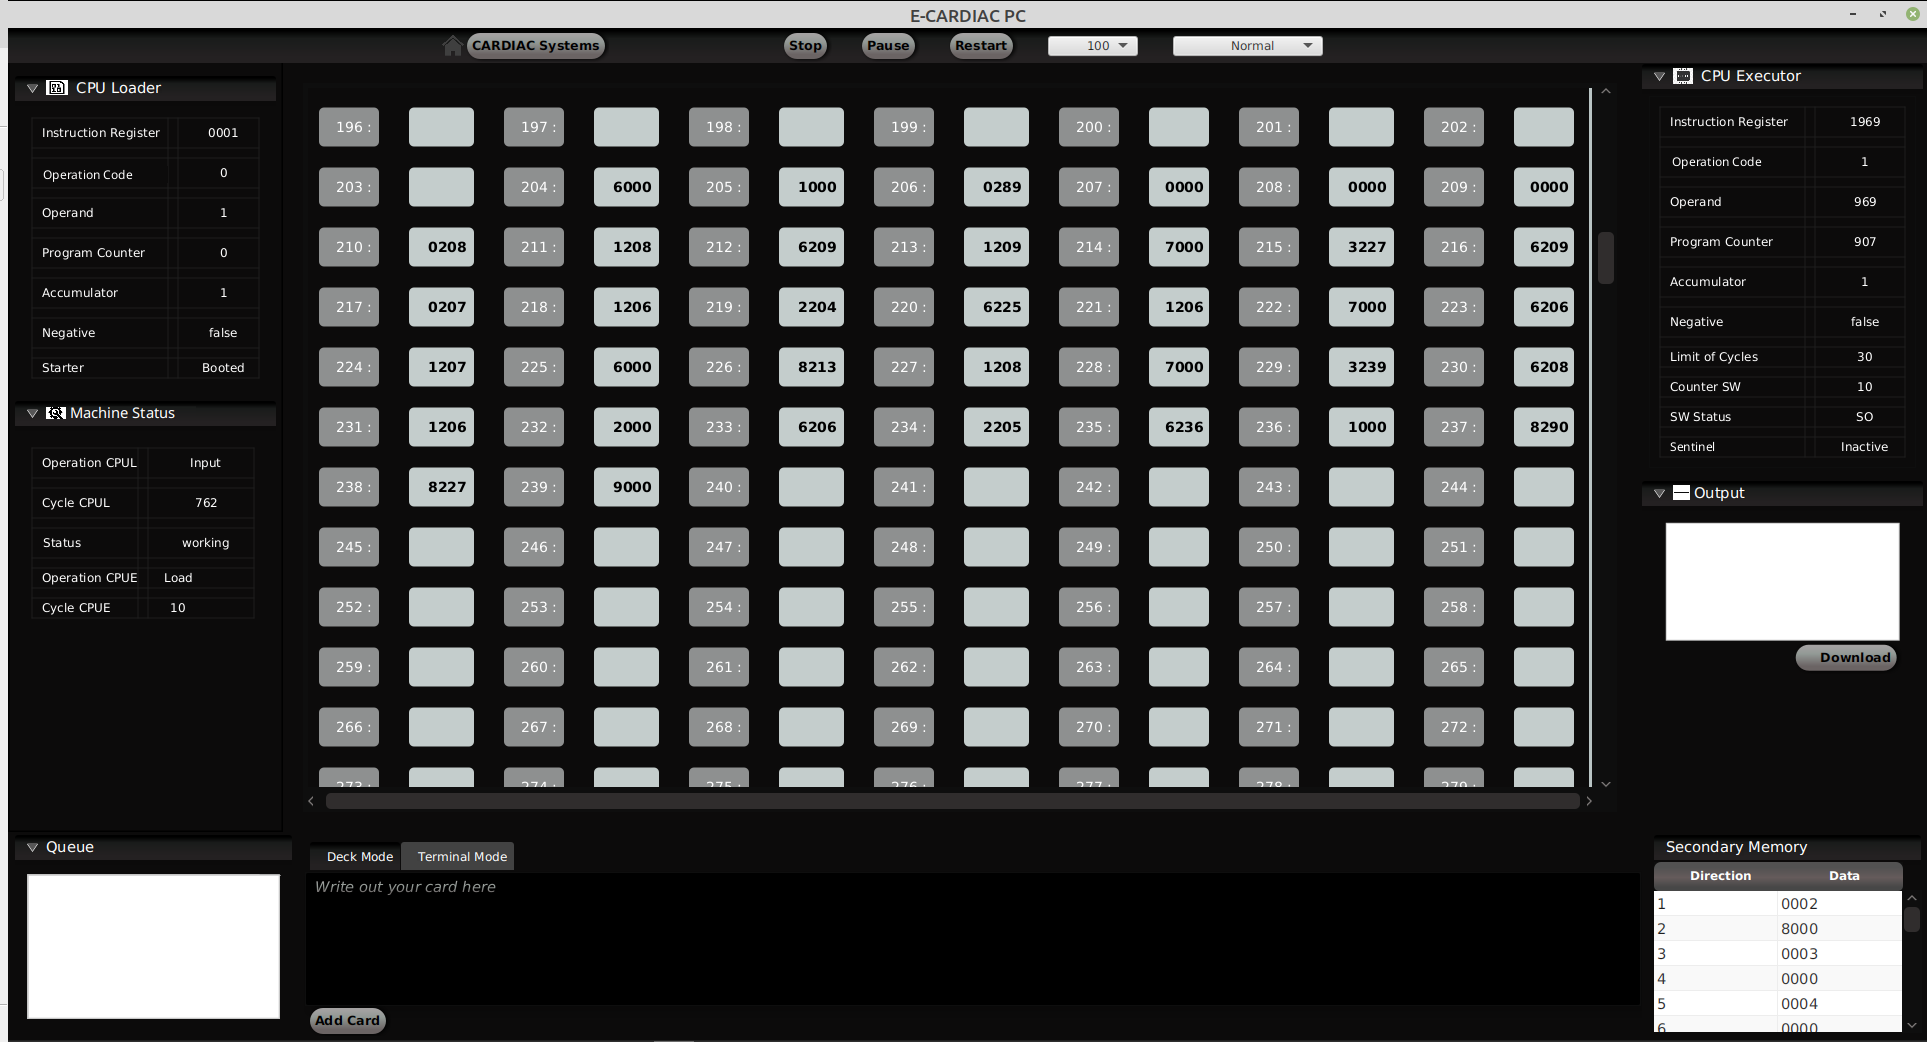 E-CARDIAC PC
CARDIAC Systems Stop Pause Restart 100 Normal
CPU Loader
Instruction Register 0001
Operation Code 0
Operand 1
Program Counter 0
Accumulator 1
Negative false
Starter Booted
Machine Status
Operation CPUL Input
Cycle CPUL 762
Status working
Operation CPUE Load
Cycle CPUE 10
196 : 197 : 198 : 199 : 200 : 201 : 202 :
203 : 204 : 6000 205 : 1000 206 : 0289 207 : 0000 208 : 0000 209 : 0000
210 : 0208 211 : 1208 212 : 6209 213 : 1209 214 : 7000 215 : 3227 216 : 6209
217 : 0207 218 : 1206 219 : 2204 220 : 6225 221 : 1206 222 : 7000 223 : 6206
224 : 1207 225 : 6000 226 : 8213 227 : 1208 228 : 7000 229 : 3239 230 : 6208
231 : 1206 232 : 2000 233 : 6206 234 : 2205 235 : 6236 236 : 1000 237 : 8290
238 : 8227 239 : 9000 240 : 241 : 242 : 243 : 244 :
245 : 246 : 247 : 248 : 249 : 250 : 251 :
252 : 253 : 254 : 255 : 256 : 257 : 258 :
259 : 260 : 261 : 262 : 263 : 264 : 265 :
266 : 267 : 268 : 269 : 270 : 271 : 272 :
273 : 274 : 275 : 276 : 277 : 278 : 279 :
CPU Executor
Instruction Register 1969
Operation Code 1
Operand 969
Program Counter 907
Accumulator 1
Negative false
Limit of Cycles 30
Counter SW 10
SW Status SO
Sentinel Inactive
Output
Download
Queue
Deck Mode Terminal Mode
Write out your card here
Add Card
Secondary Memory
Direction Data
1 0002
2 8000
3 0003
4 0000
5 0004
6 0000